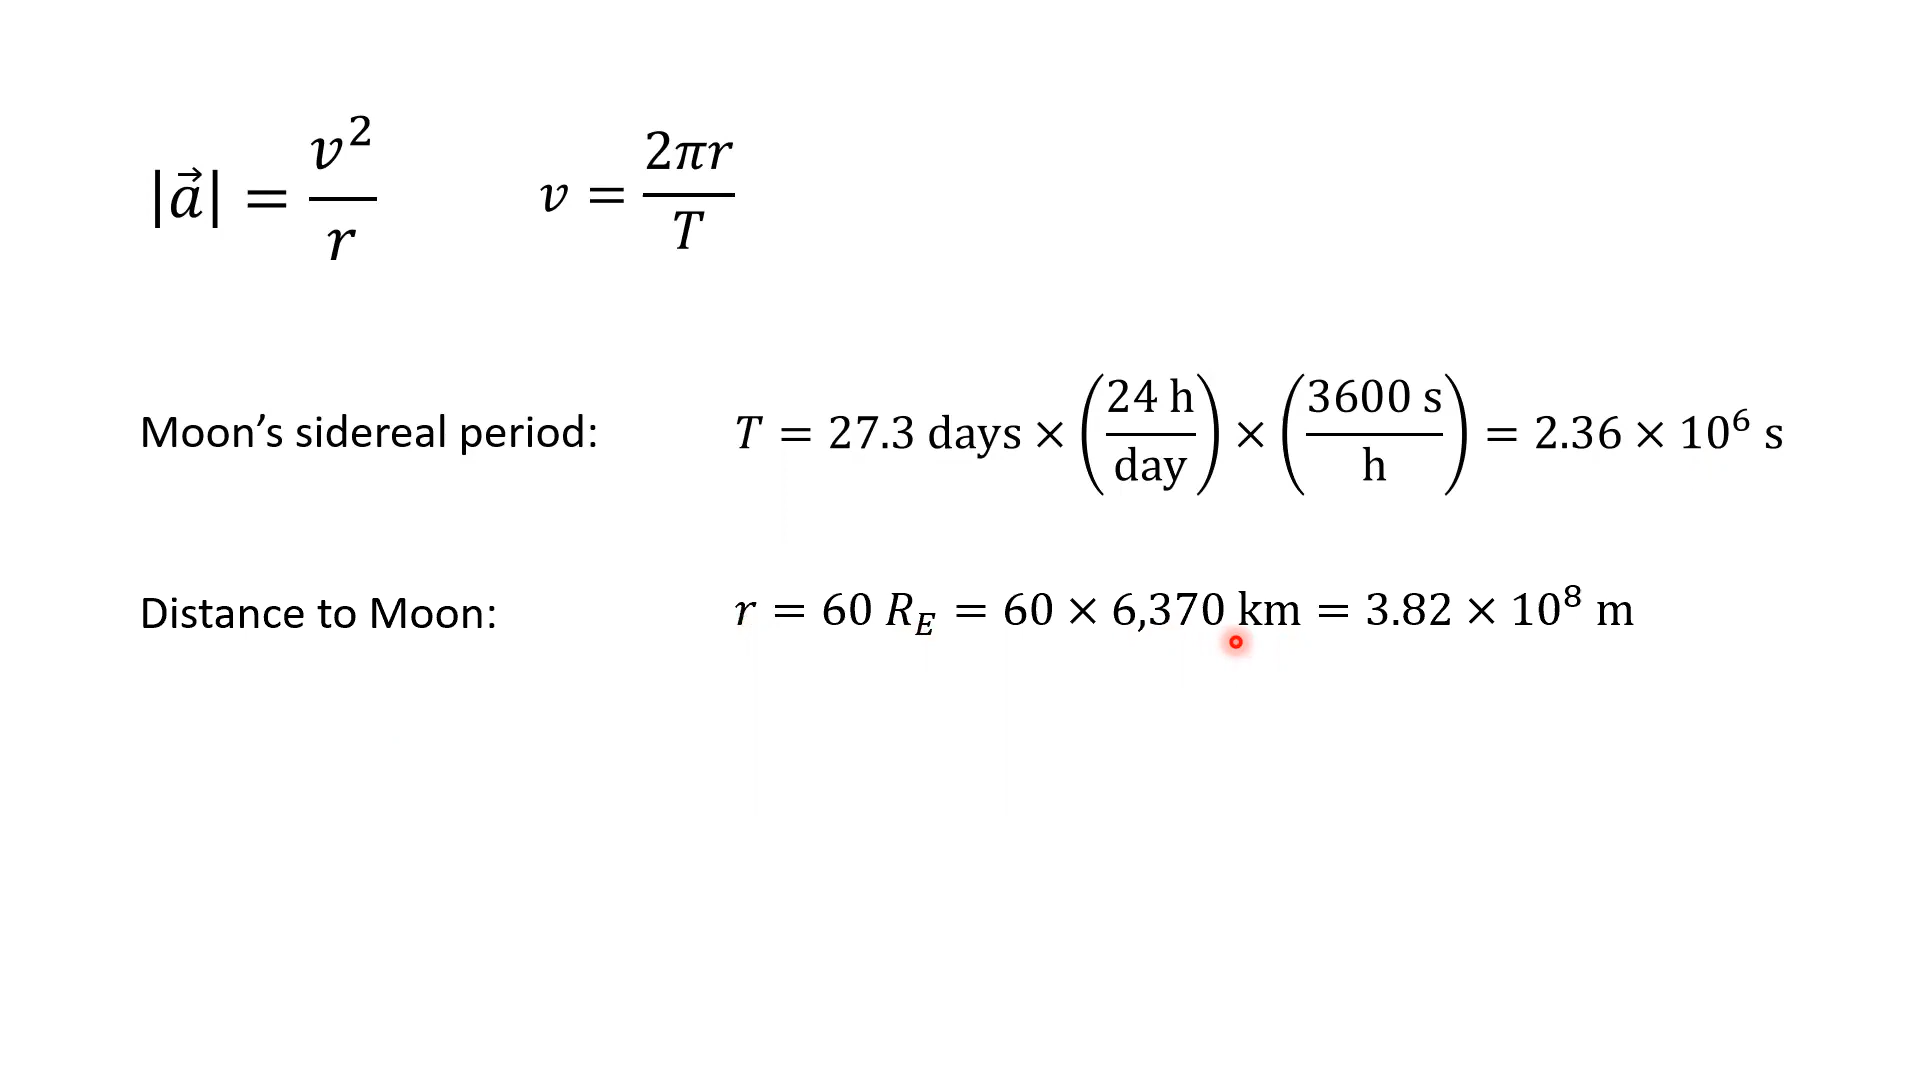 |a⃗| = v²/r    v = 2πr/T
Moon’s sidereal period:    T = 27.3 days × (24 h/day) × (3600 s/h) = 2.36 × 10⁶ s
Distance to Moon:    r = 60 R_E = 60 × 6,370 km = 3.82 × 10⁸ m